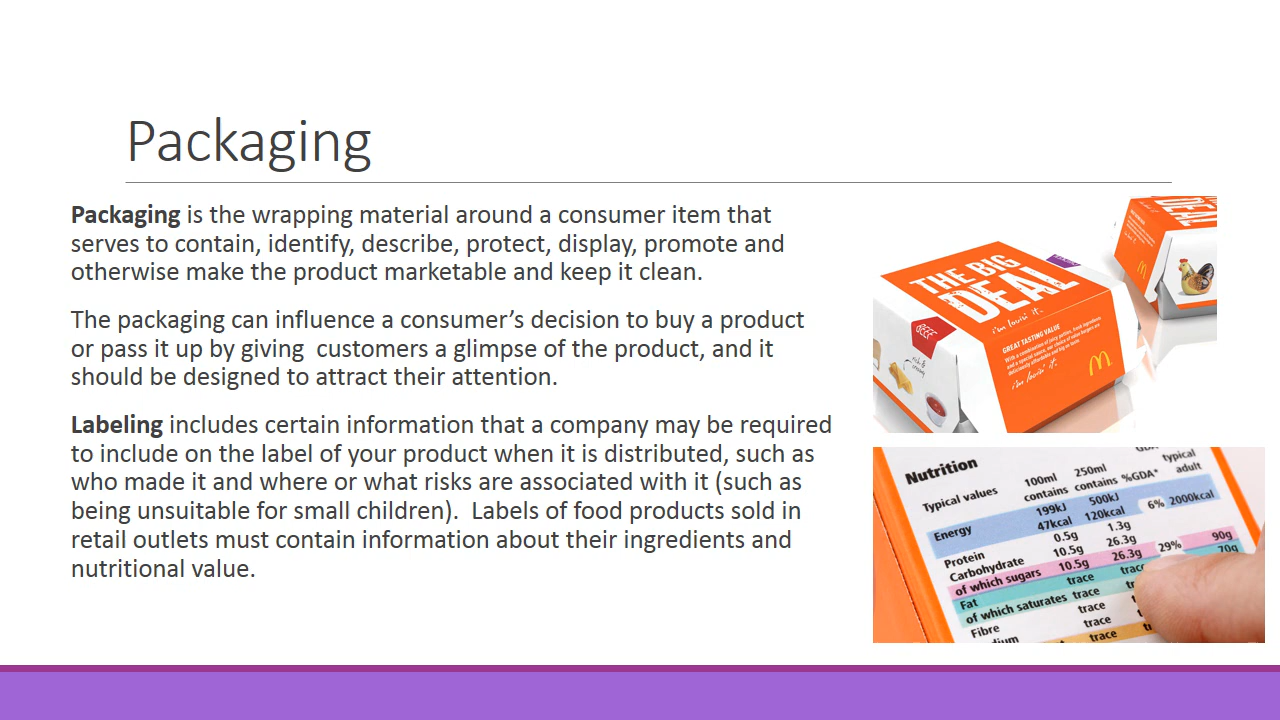 Packaging
Packaging is the wrapping material around a consumer item that
serves to contain, identify, describe, protect, display, promote and
otherwise make the product marketable and keep it clean.
The packaging can influence a consumer’s decision to buy a product
or pass it up by giving customers a glimpse of the product, and it
should be designed to attract their attention.
Labeling includes certain information that a company may be required
to include on the label of your product when it is distributed, such as
who made it and where or what risks are associated with it (such as
being unsuitable for small children).  Labels of food products sold in
retail outlets must contain information about their ingredients and
nutritional value.
THE BIG
DEAL
i'm lovin' it.
BEEF
GREAT TASTING VALUE
i'm lovin' it.
DEAL
Nutrition
Typical values
100ml
contains
250ml
contains
%GDA*
typical
adult
Energy
199kJ
47kcal
500kJ
120kcal
6%
2000kcal
Protein 0.5g 1.3g
Carbohydrate 10.5g 26.3g
of which sugars 10.5g 26.3g 29% 90g
Fat trace 70g
of which saturates trace
Fibre trace
trace
trace